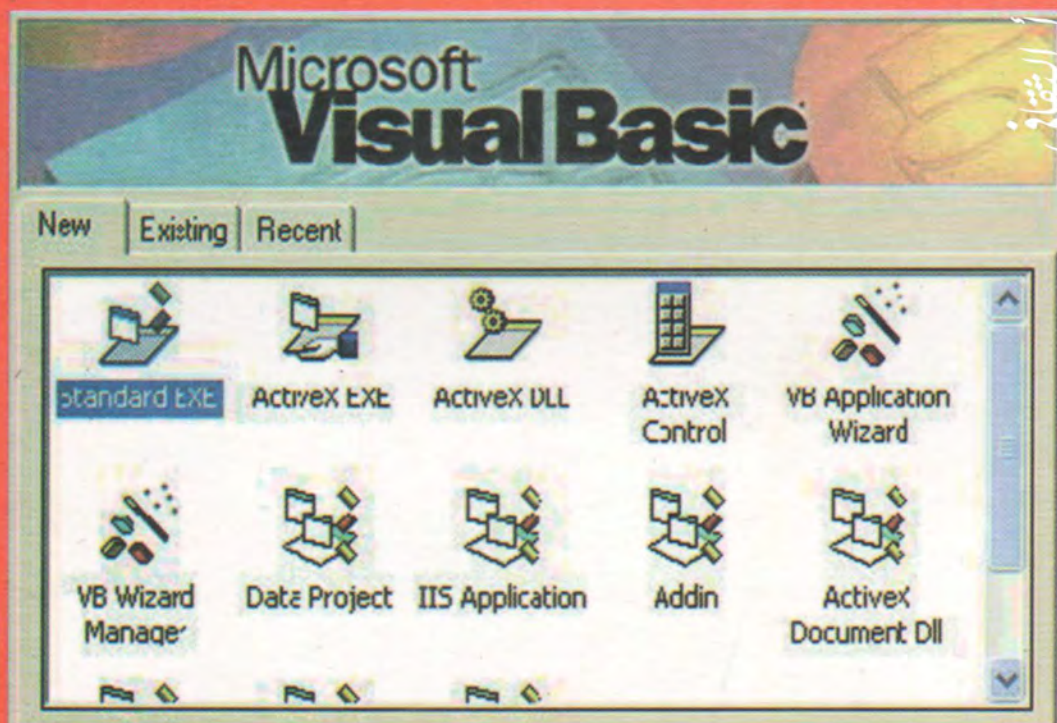 Microsoft
Visual Basic
New Existing Recent
Standard EXE ActiveX EXE ActiveX DLL ActiveX Control VB Application Wizard
VB Wizard Manager Data Project IIS Application Addin ActiveX Document Dll